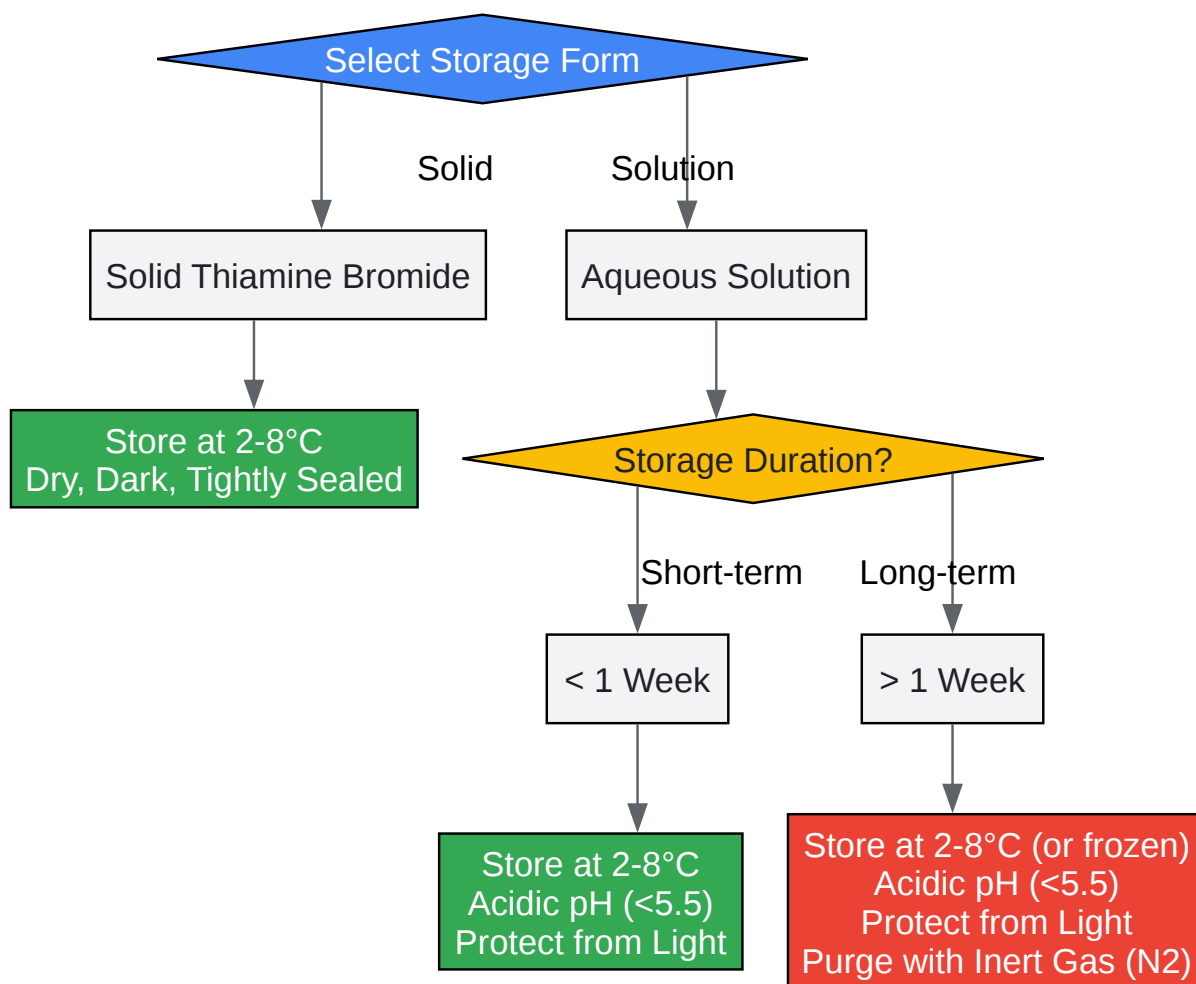 Select Storage Form
Solid
Solution
Solid Thiamine Bromide
Aqueous Solution
Store at 2-8°C
Dry, Dark, Tightly Sealed
Storage Duration?
Short-term
Long-term
< 1 Week
> 1 Week
Store at 2-8°C
Acidic pH (<5.5)
Protect from Light
Store at 2-8°C (or frozen)
Acidic pH (<5.5)
Protect from Light
Purge with Inert Gas (N2)